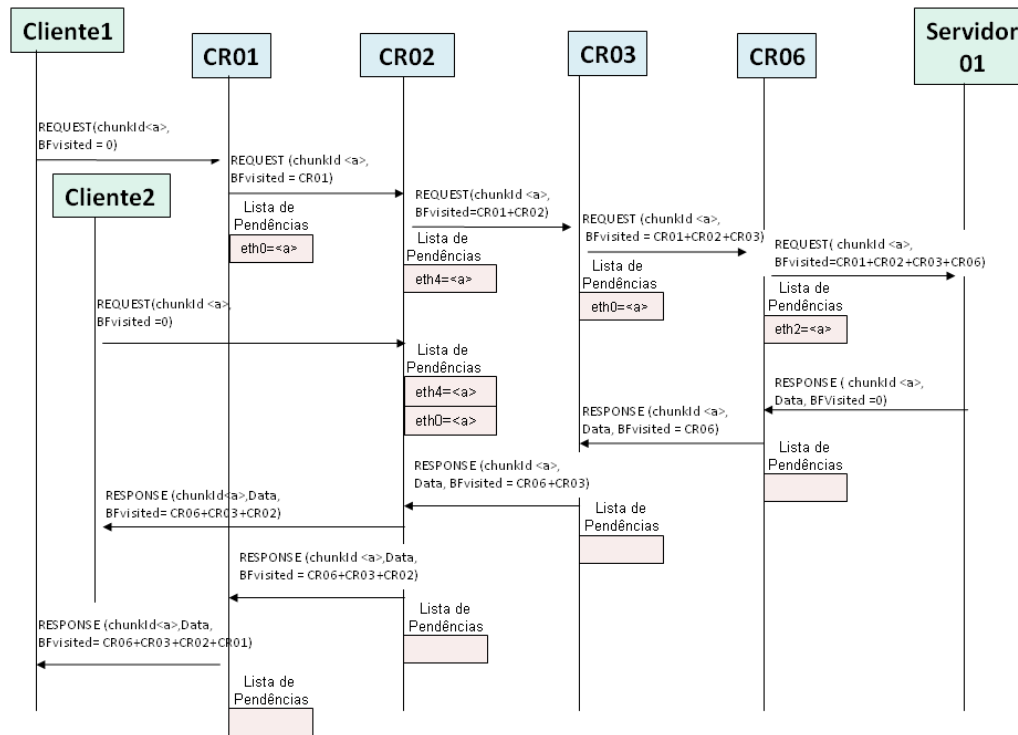 Cliente1
CR01
CR02
CR03
CR06
Servidor
01
REQUEST(chunkId<a>,
BFvisited = 0)
REQUEST (chunkId <a>,
BFvisited = CR01)
Lista de
Pendências
eth0=<a>
REQUEST(chunkId <a>,
BFvisited=CR01+CR02)
Lista de
Pendências
eth4=<a>
REQUEST (chunkId <a>,
BFvisited = CR01+CR02+CR03)
Lista de
Pendências
eth0=<a>
REQUEST( chunkId <a>,
BFvisited=CR01+CR02+CR03+CR06)
Lista de
Pendências
eth2=<a>
Cliente2
REQUEST(chunkId <a>,
BFvisited =0)
Lista de
Pendências
eth4=<a>
eth0=<a>
RESPONSE ( chunkId <a>,
Data, BFVisited =0)
RESPONSE (chunkId <a>,
Data, BFvisited = CR06)
Lista de
Pendências
RESPONSE (chunkId <a>,
Data, BFvisited = CR06+CR03)
Lista de
Pendências
RESPONSE (chunkId<a>,Data,
BFvisited= CR06+CR03+CR02)
RESPONSE (chunkId <a>,Data,
BFvisited = CR06+CR03+CR02)
Lista de
Pendências
RESPONSE (chunkId<a>,Data,
BFvisited= CR06+CR03+CR02+CR01)
Lista de
Pendências